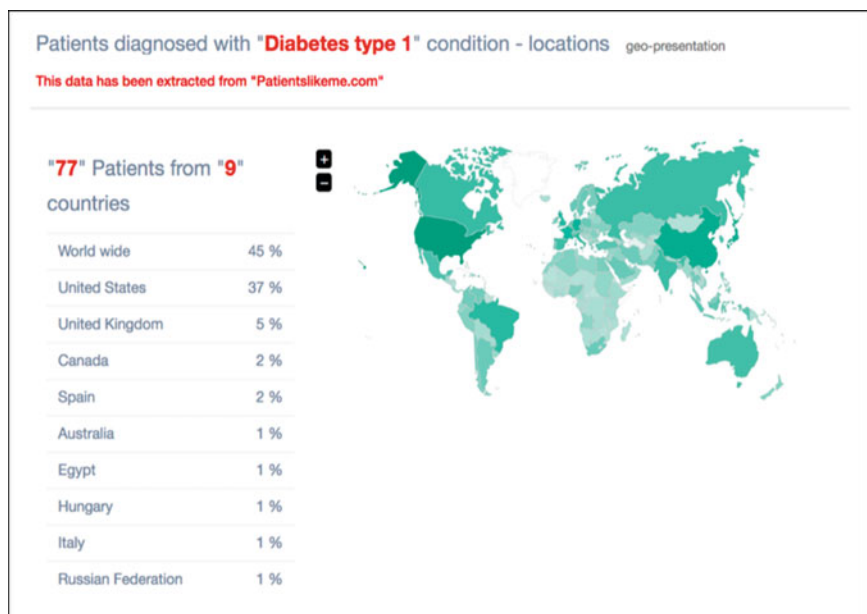 Patients diagnosed with "Diabetes type 1" condition - locations geo-presentation
This data has been extracted from "Patientslikeme.com"
"77" Patients from "9"
countries
World wide 45 %
United States 37 %
United Kingdom 5 %
Canada 2 %
Spain 2 %
Australia 1 %
Egypt 1 %
Hungary 1 %
Italy 1 %
Russian Federation 1 %
+
−